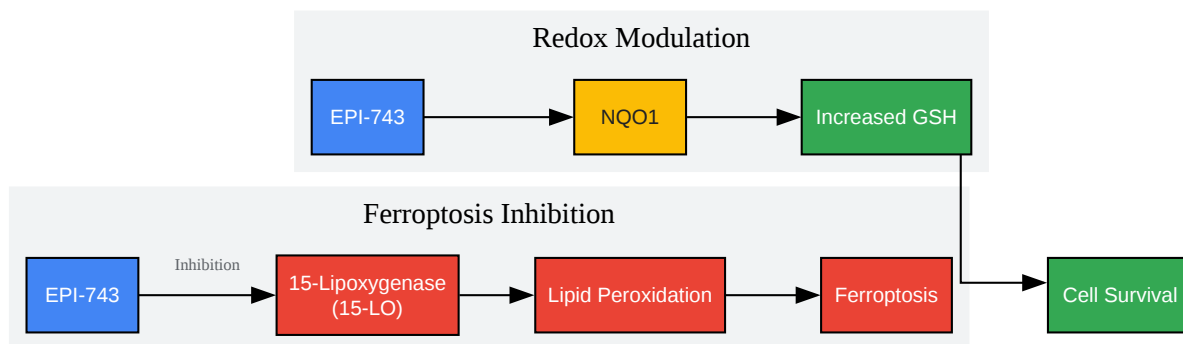 Redox Modulation
EPI-743
NQO1
Increased GSH
Ferroptosis Inhibition
EPI-743
Inhibition
15-Lipoxygenase
(15-LO)
Lipid Peroxidation
Ferroptosis
Cell Survival